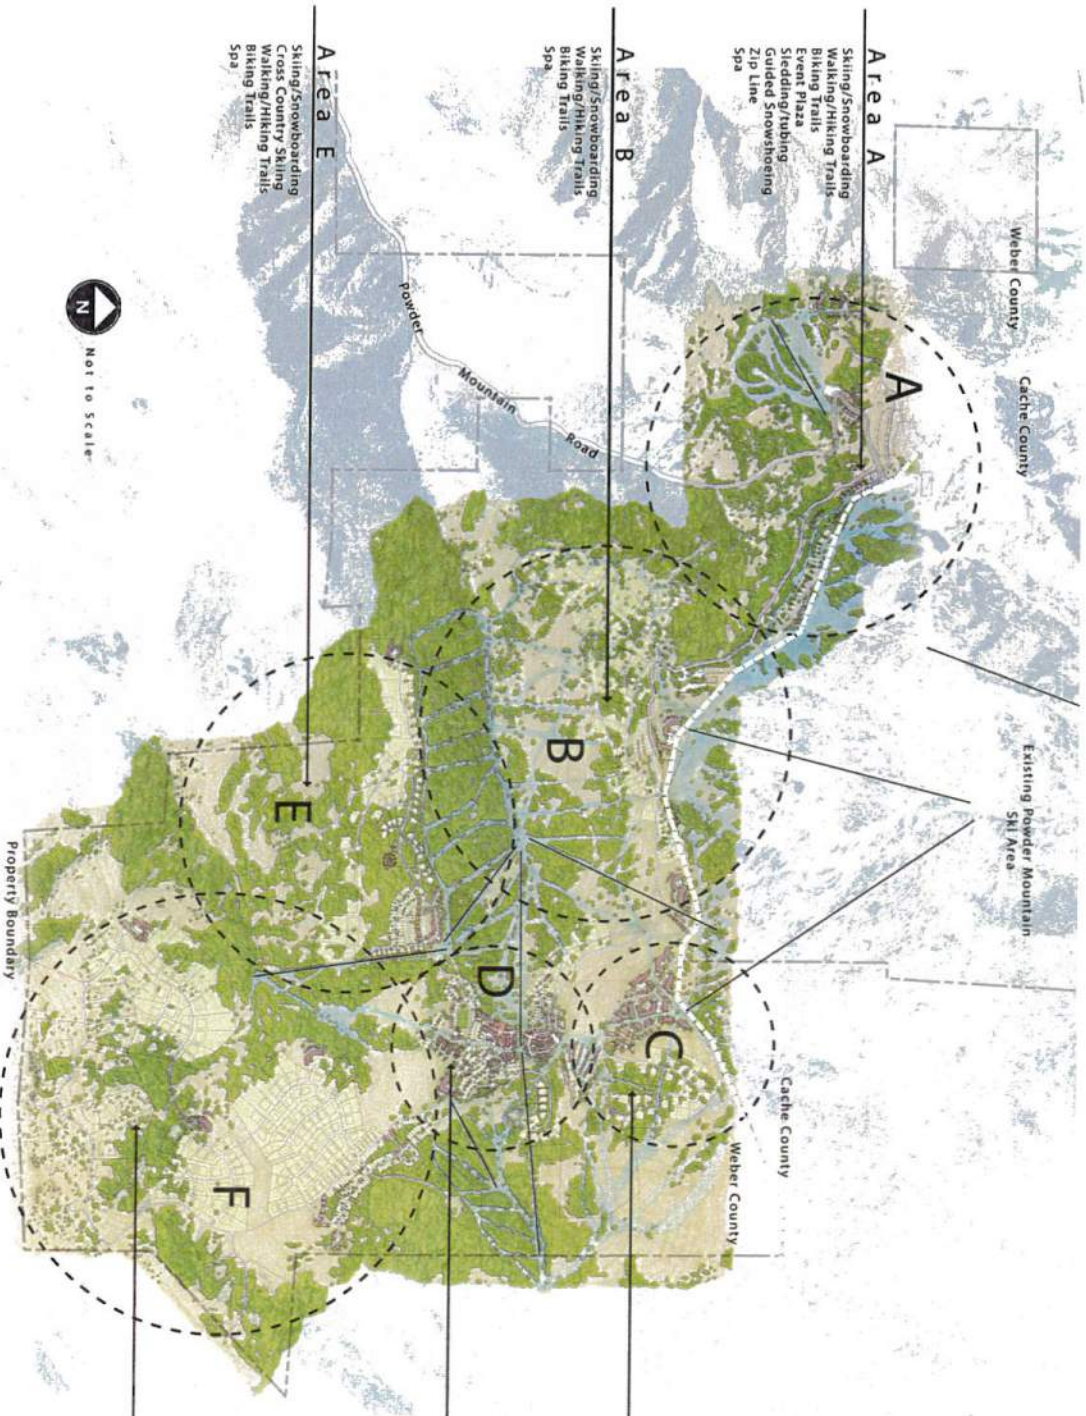 Area A
Skiing/Snowboarding
Walking/Hiking Trails
Biking Trails
Event Plaza
Sledding/tubing
Guided Snowshoeing
Zip Line
Spa
Area B
Skiing/Snowboarding
Walking/Hiking Trails
Biking Trails
Spa
Area E
Skiing/Snowboarding
Cross Country Skiing
Walking/Hiking Trails
Biking Trails
Spa
Weber County
Cache County
Existing Powder Mountain
Ski Area
Cache County
Weber County
Powder
Mountain
Road
A
B
C
D
E
F
N
Not to Scale
Property Boundary